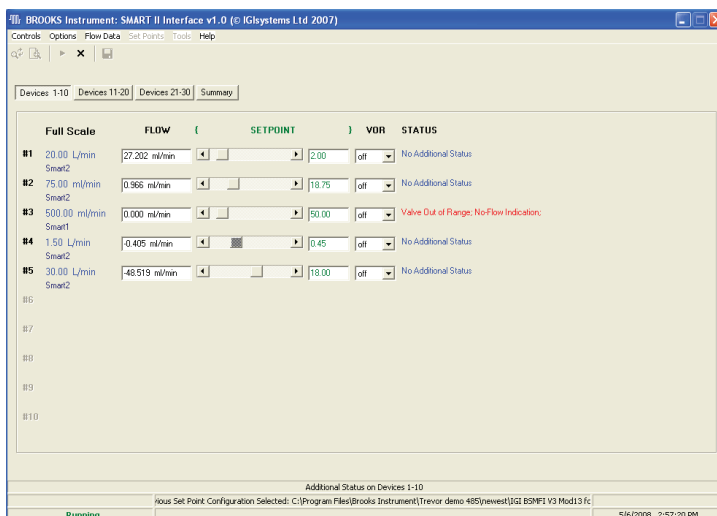 BROOKS Instrument: SMART II Interface v1.0 (© IGIsystems Ltd 2007)
Controls Options Flow Data Set Points Tools Help
Devices 1-10 Devices 11-20 Devices 21-30 Summary
Full Scale FLOW ( SETPOINT ) VOR STATUS
#1 20.00 L/min 27.202 ml/min 2.00 off No Additional Status
Smart2
#2 75.00 ml/min 0.966 ml/min 18.75 off No Additional Status
Smart2
#3 500.00 ml/min 0.000 ml/min 50.00 off Valve Out of Range; No-Flow Indication;
Smart1
#4 1.50 L/min -0.405 ml/min 0.45 off No Additional Status
Smart2
#5 30.00 L/min -48.519 ml/min 18.00 off No Additional Status
Smart2
#6
#7
#8
#9
#10
Additional Status on Devices 1-10
ious Set Point Configuration Selected: C:\Program Files\Brooks Instrument\Trevor demo 485\newest\IGI BSMFI V3 Mod13 fc
Running 5/6/2008 2:57:20 PM